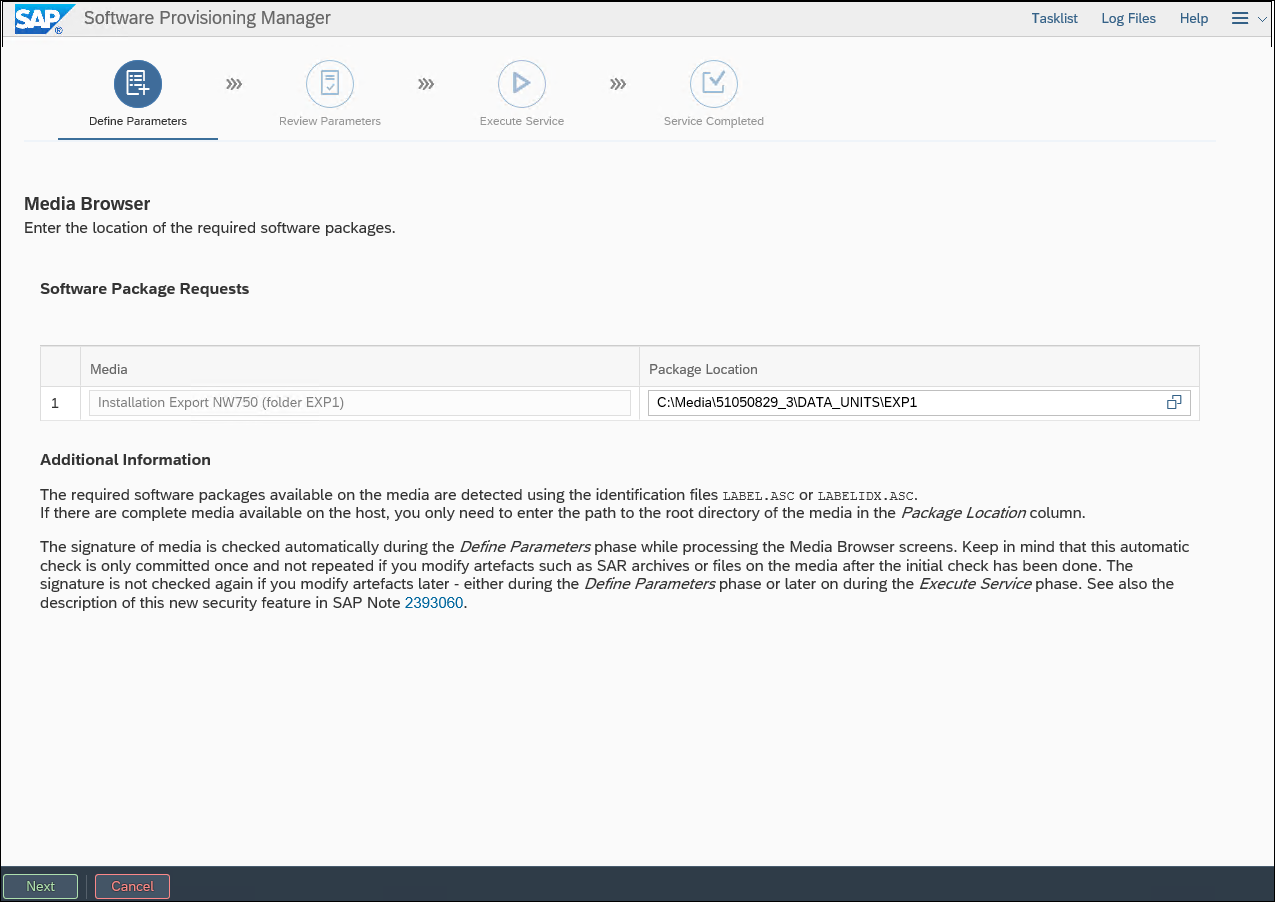 SAP ® Software Provisioning Manager Tasklist Log Files Help
Define Parameters Review Parameters Execute Service Service Completed
Media Browser
Enter the location of the required software packages.
Software Package Requests
Media Package Location
1 Installation Export NW750 (folder EXP1) C:\Media\51050829_3\DATA_UNITS\EXP1
Additional Information
The required software packages available on the media are detected using the identification files LABEL.ASC or LABELIDX.ASC.
If there are complete media available on the host, you only need to enter the path to the root directory of the media in the Package Location column.
The signature of media is checked automatically during the Define Parameters phase while processing the Media Browser screens. Keep in mind that this automatic
check is only committed once and not repeated if you modify artefacts such as SAR archives or files on the media after the initial check has been done. The
signature is not checked again if you modify artefacts later - either during the Define Parameters phase or later on during the Execute Service phase. See also the
description of this new security feature in SAP Note 2393060.
Next Cancel